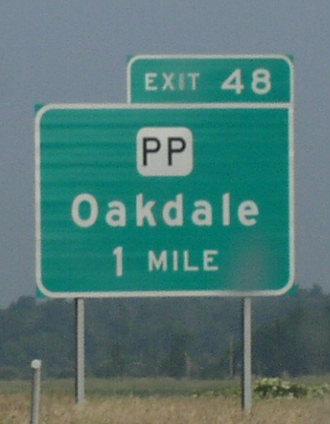 EXIT 48
PP
Oakdale
1 MILE